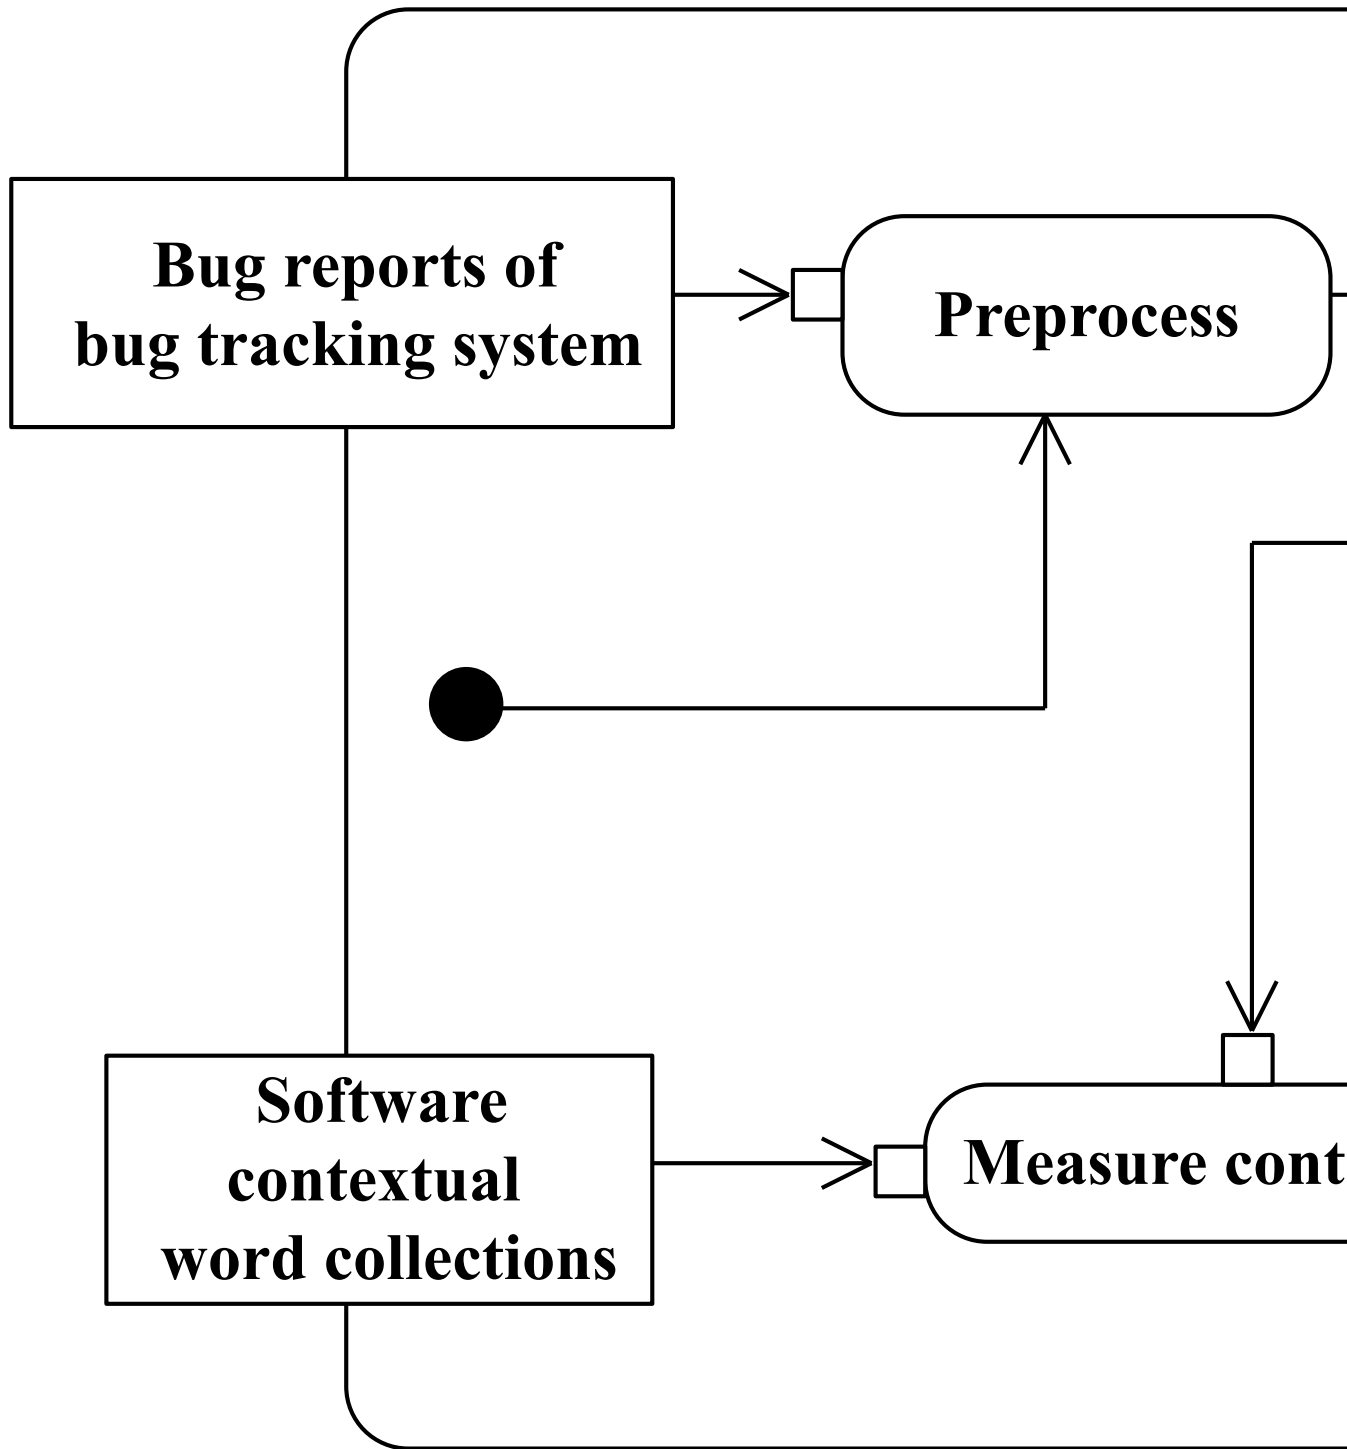 Bug reports of
bug tracking system
Preprocess
Software
contextual
word collections
Measure cont